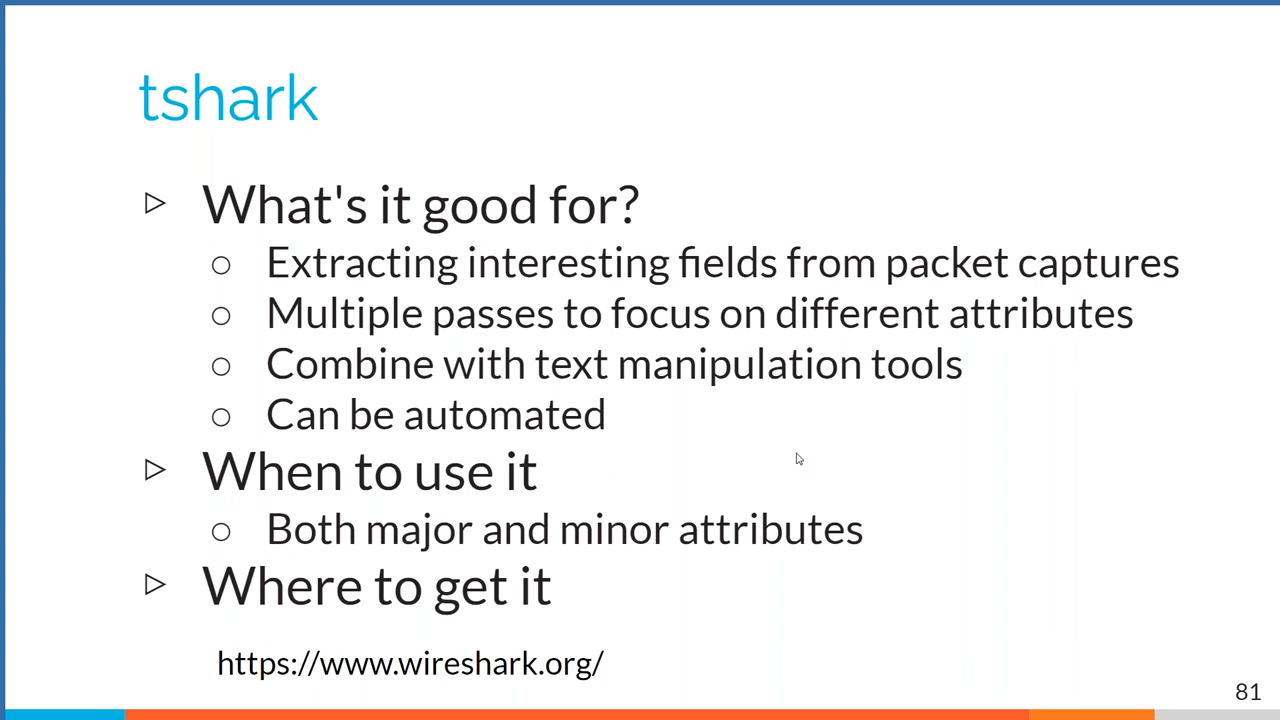 tshark
What's it good for?
Extracting interesting fields from packet captures
Multiple passes to focus on different attributes
Combine with text manipulation tools
Can be automated
When to use it
Both major and minor attributes
Where to get it
https://www.wireshark.org/
81